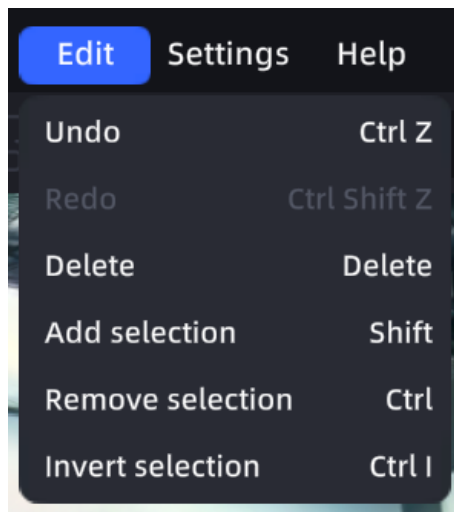 Edit Settings Help
Undo Ctrl Z
Redo Ctrl Shift Z
Delete Delete
Add selection Shift
Remove selection Ctrl
Invert selection Ctrl I